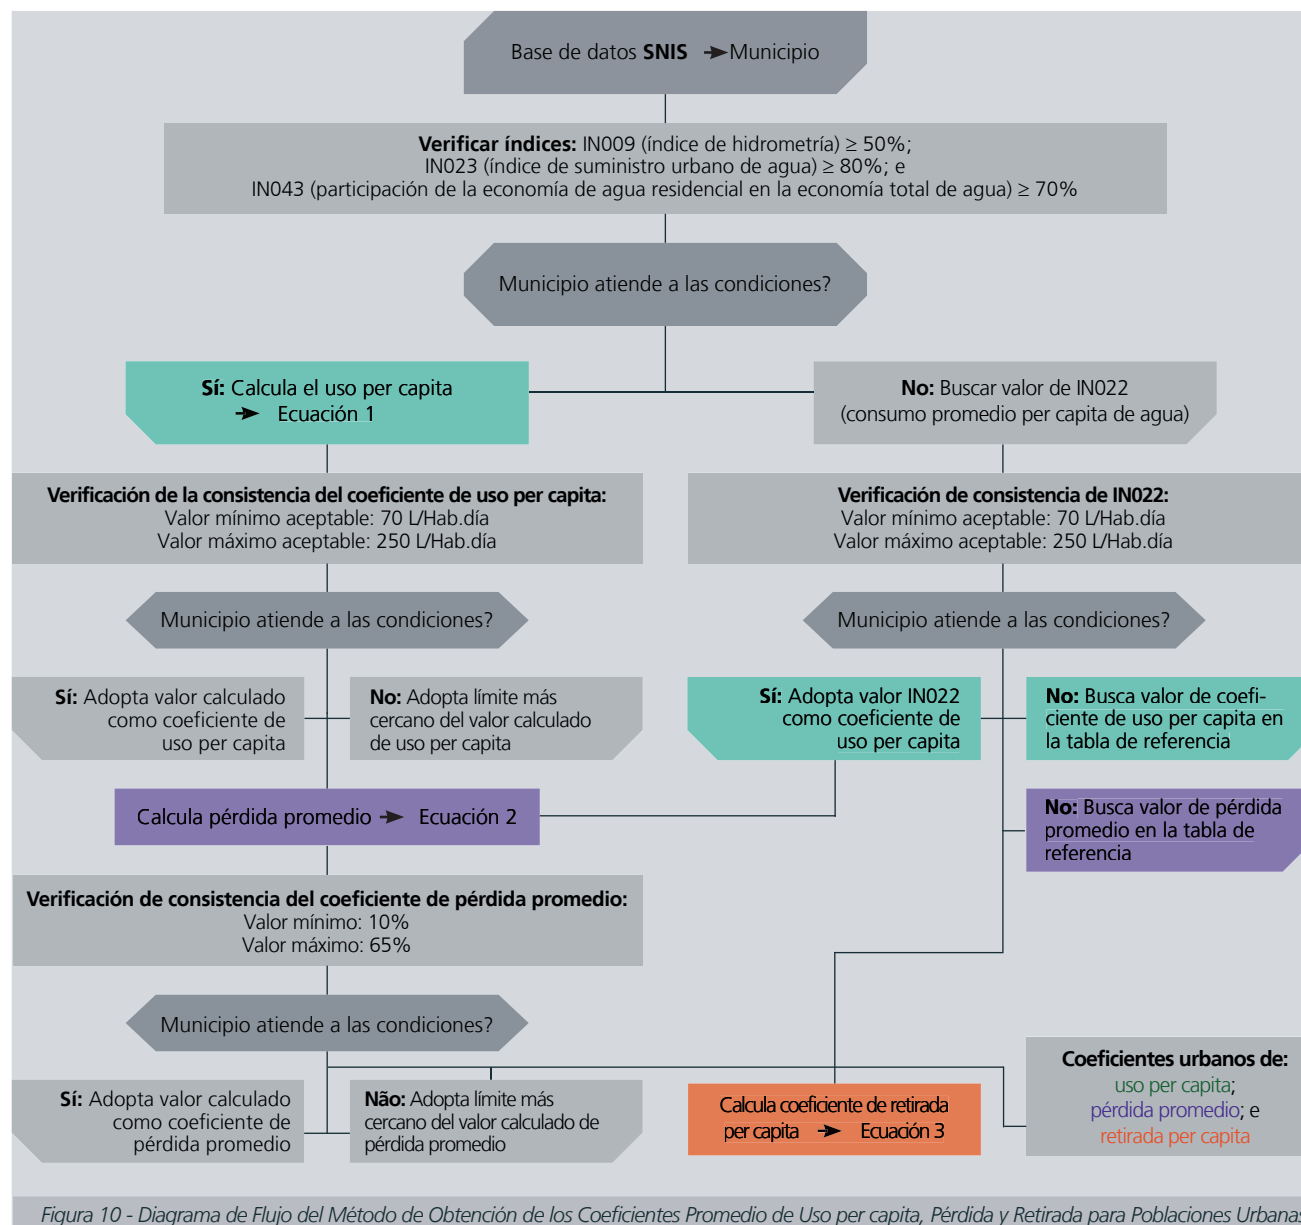 Base de datos SNIS → Municipio
Verificar índices: IN009 (índice de hidrometría) ≥ 50%;
IN023 (índice de suministro urbano de agua) ≥ 80%; e
IN043 (participación de la economía de agua residencial en la economía total de agua) ≥ 70%
Municipio atiende a las condiciones?
Sí: Calcula el uso per capita
→ Ecuación 1
No: Buscar valor de IN022
(consumo promedio per capita de agua)
Verificación de la consistencia del coeficiente de uso per capita:
Valor mínimo aceptable: 70 L/Hab.día
Valor máximo aceptable: 250 L/Hab.día
Verificación de consistencia de IN022:
Valor mínimo aceptable: 70 L/Hab.día
Valor máximo aceptable: 250 L/Hab.día
Municipio atiende a las condiciones?
Municipio atiende a las condiciones?
Sí: Adopta valor calculado
como coeficiente de
uso per capita
No: Adopta límite más
cercano del valor calculado
de uso per capita
Sí: Adopta valor IN022
como coeficiente de
uso per capita
No: Busca valor de coefi-
ciente de uso per capita en
la tabla de referencia
Calcula pérdida promedio → Ecuación 2
No: Busca valor de pérdida
promedio en la tabla de
referencia
Verificación de consistencia del coeficiente de pérdida promedio:
Valor mínimo: 10%
Valor máximo: 65%
Municipio atiende a las condiciones?
Sí: Adopta valor calculado
como coeficiente de
pérdida promedio
Não: Adopta límite más
cercano del valor calculado de
pérdida promedio
Calcula coeficiente de retirada
per capita → Ecuación 3
Coeficientes urbanos de:
uso per capita;
pérdida promedio; e
retirada per capita
Figura 10 - Diagrama de Flujo del Método de Obtención de los Coeficientes Promedio de Uso per capita, Pérdida y Retirada para Poblaciones Urbanas